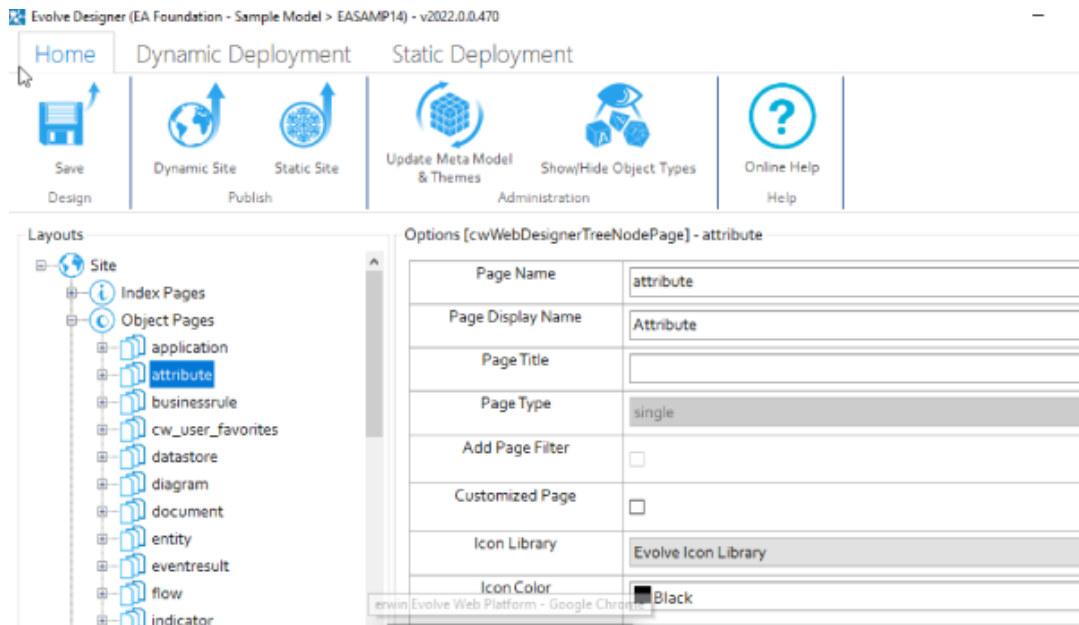 Evolve Designer (EA Foundation - Sample Model > EASAMP14) - v2022.0.0.470
Home Dynamic Deployment Static Deployment
Save
Design
Dynamic Site Static Site
Publish
Update Meta Model
& Themes
Show/Hide Object Types
Administration
Online Help
Help
Layouts
Site
Index Pages
Object Pages
application
attribute
businessrule
cw_user_favorites
datastore
diagram
document
entity
eventresult
flow
indicator
Options [cwWebDesignerTreeNodePage] - attribute
Page Name attribute
Page Display Name Attribute
Page Title
Page Type single
Add Page Filter
Customized Page
Icon Library Evolve Icon Library
Icon Color Black
erwin Evolve Web Platform - Google Chrome